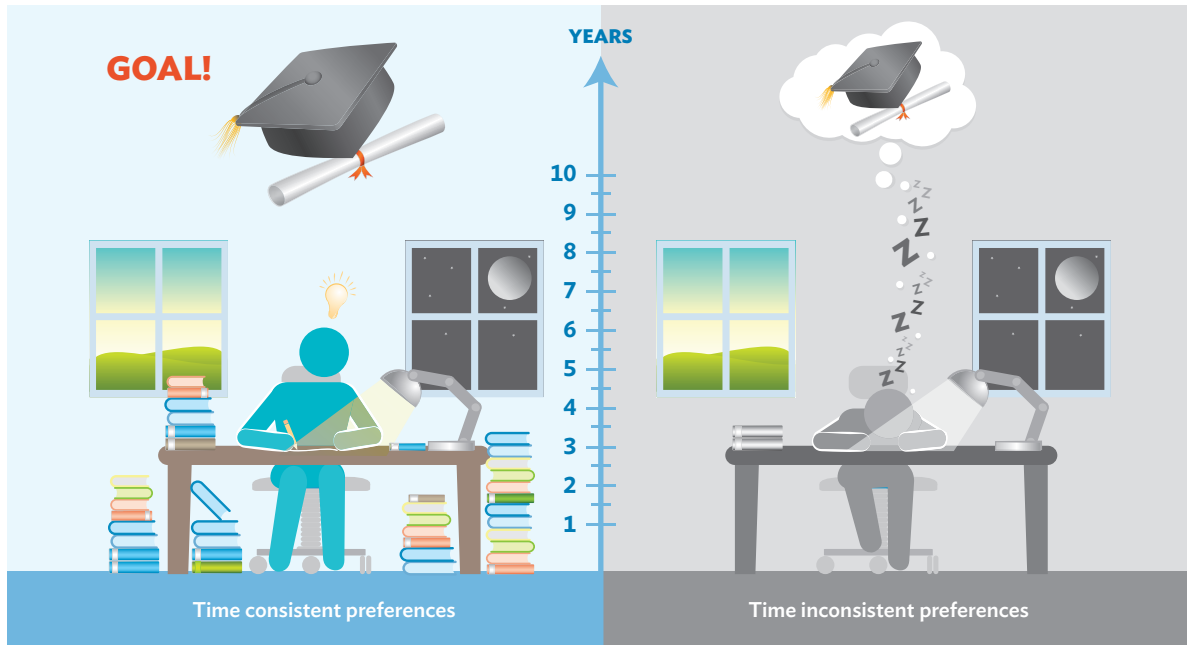 GOAL!
YEARS
10
9
8
7
6
5
4
3
2
1
z
z
z
z
z
z
z
z
z
z
z
z
z
Time consistent preferences
Time inconsistent preferences